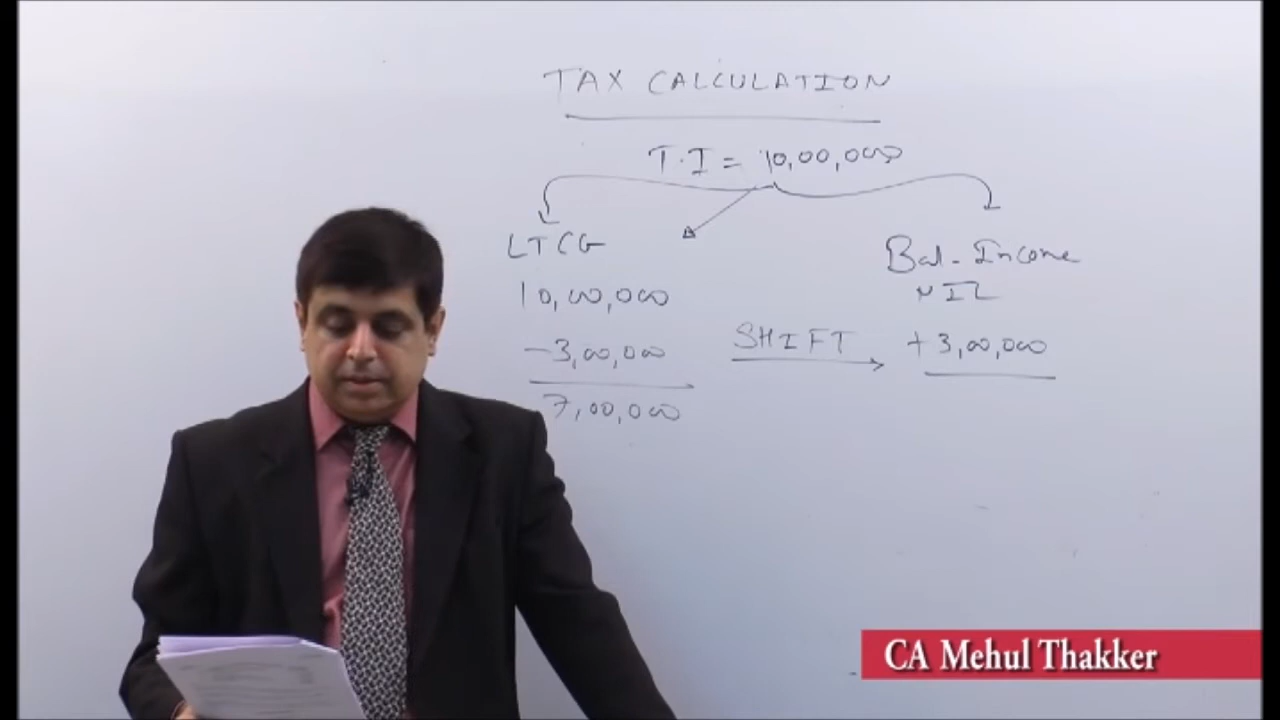 TAX CALCULATION
T.I = 10,00,000
LTCG
Bal. Income
10,00,000
NIL
-3,00,000
SHIFT
+3,00,000
7,00,000
CA Mehul Thakker